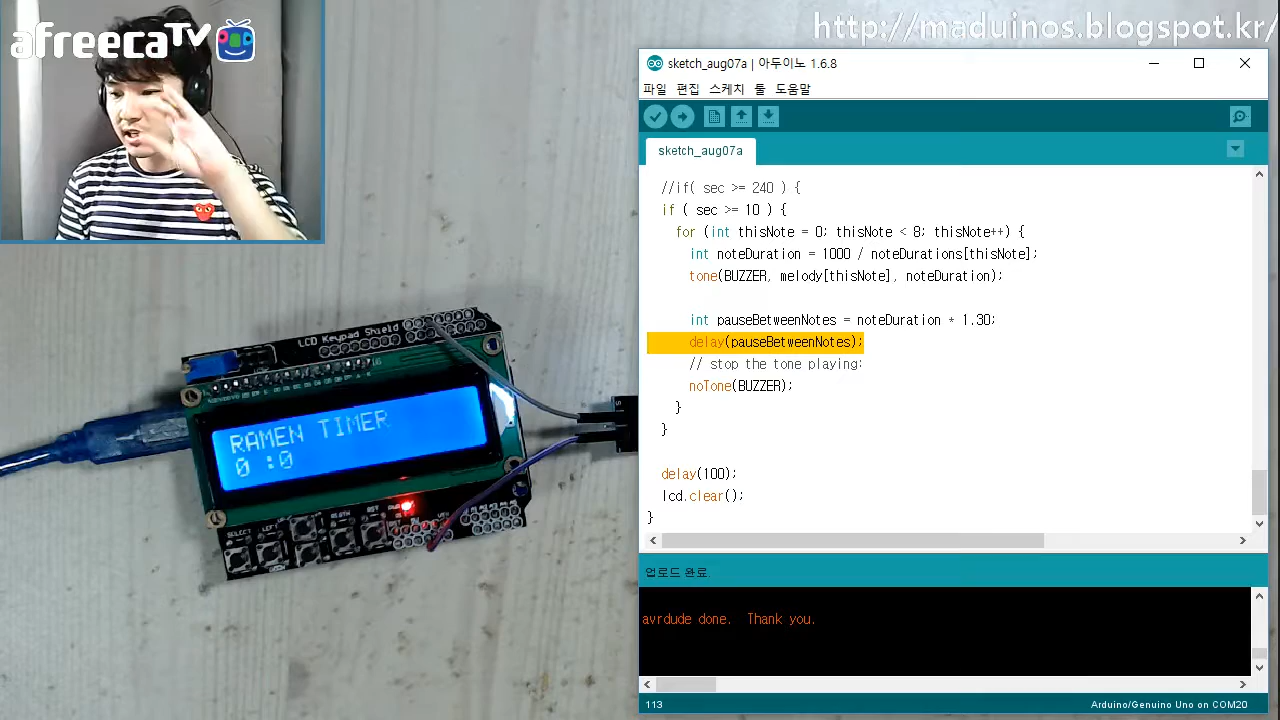 afreecaTV
http://maduinos.blogspot.kr/
sketch_aug07a | 아두이노 1.6.8
파일 편집 스케치 툴 도움말
sketch_aug07a
//if( sec >= 240 ) {
if ( sec >= 10 ) {
for (int thisNote = 0; thisNote < 8; thisNote++) {
int noteDuration = 1000 / noteDurations[thisNote];
tone(BUZZER, melody[thisNote], noteDuration);
int pauseBetweenNotes = noteDuration * 1.30;
delay(pauseBetweenNotes);
// stop the tone playing:
noTone(BUZZER);
}
}
delay(100);
lcd.clear();
}
업로드 완료.
avrdude done.  Thank you.
113
Arduino/Genuino Uno on COM20
LCD Keypad Shield
RAMEN TIMER
0 :0
SELECT
LEFT